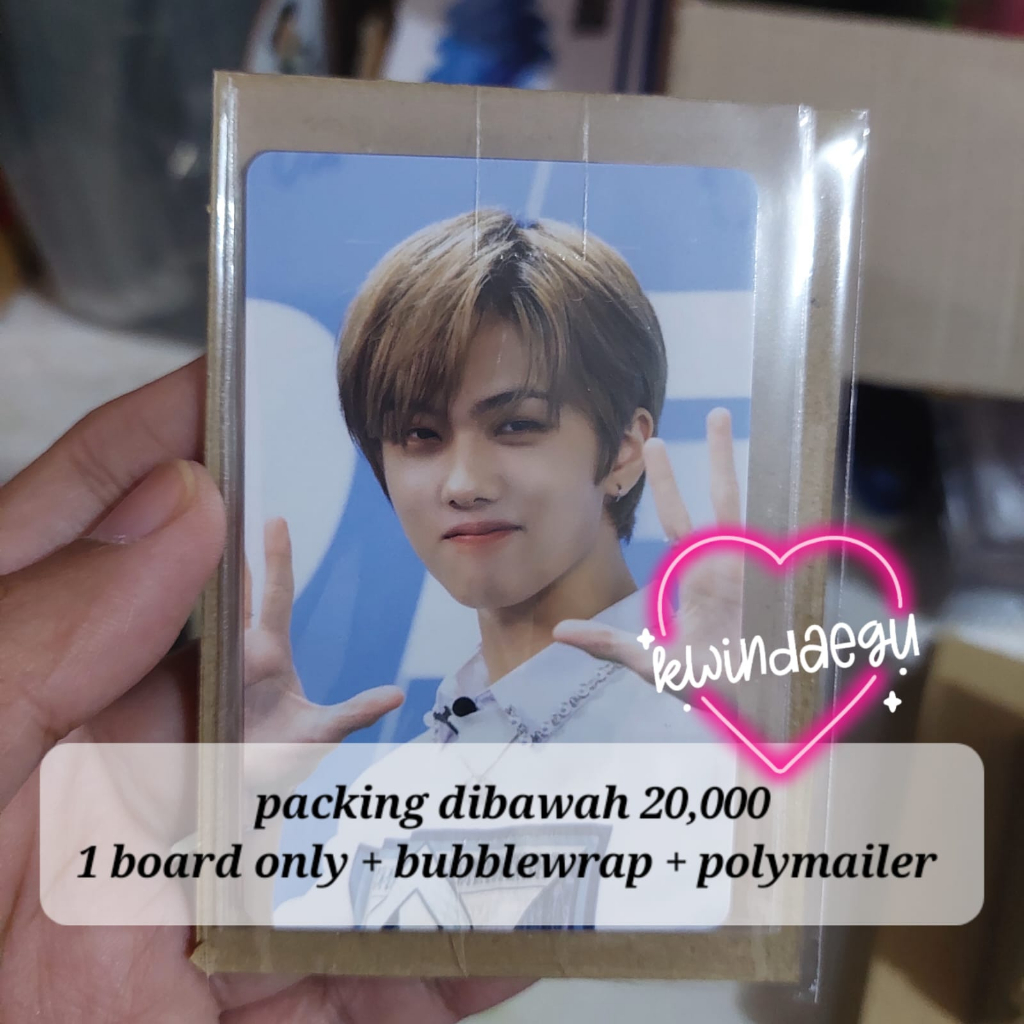 kwindaegu
packing dibawah 20,000
1 board only + bubblewrap + polymailer